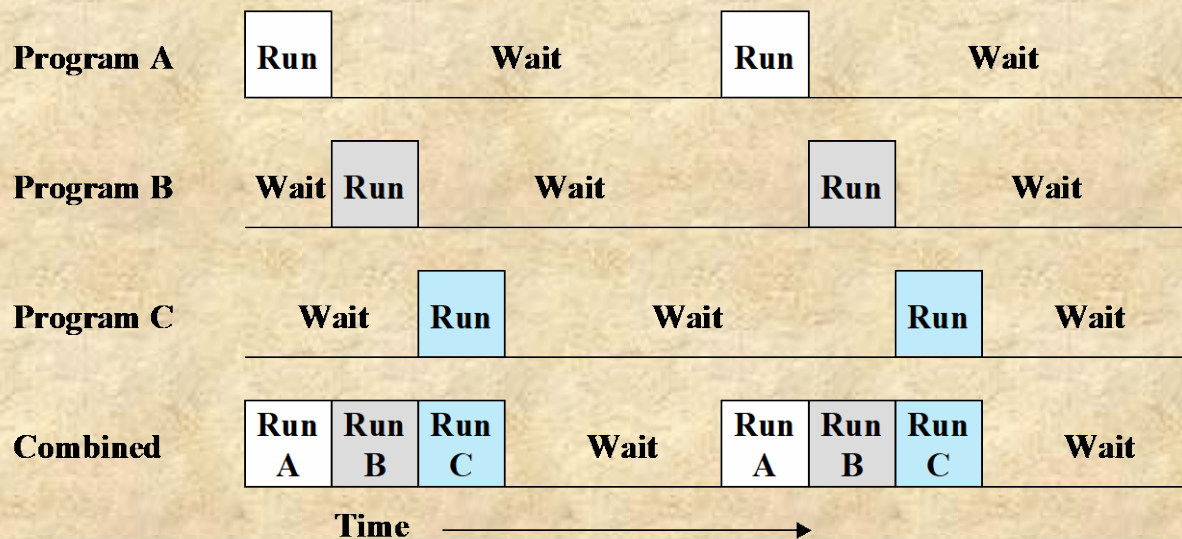 Program A Run Wait Run Wait
Program B Wait Run Wait Run Wait
Program C Wait Run Wait Run Wait
Combined Run A Run B Run C Wait Run A Run B Run C Wait
Time